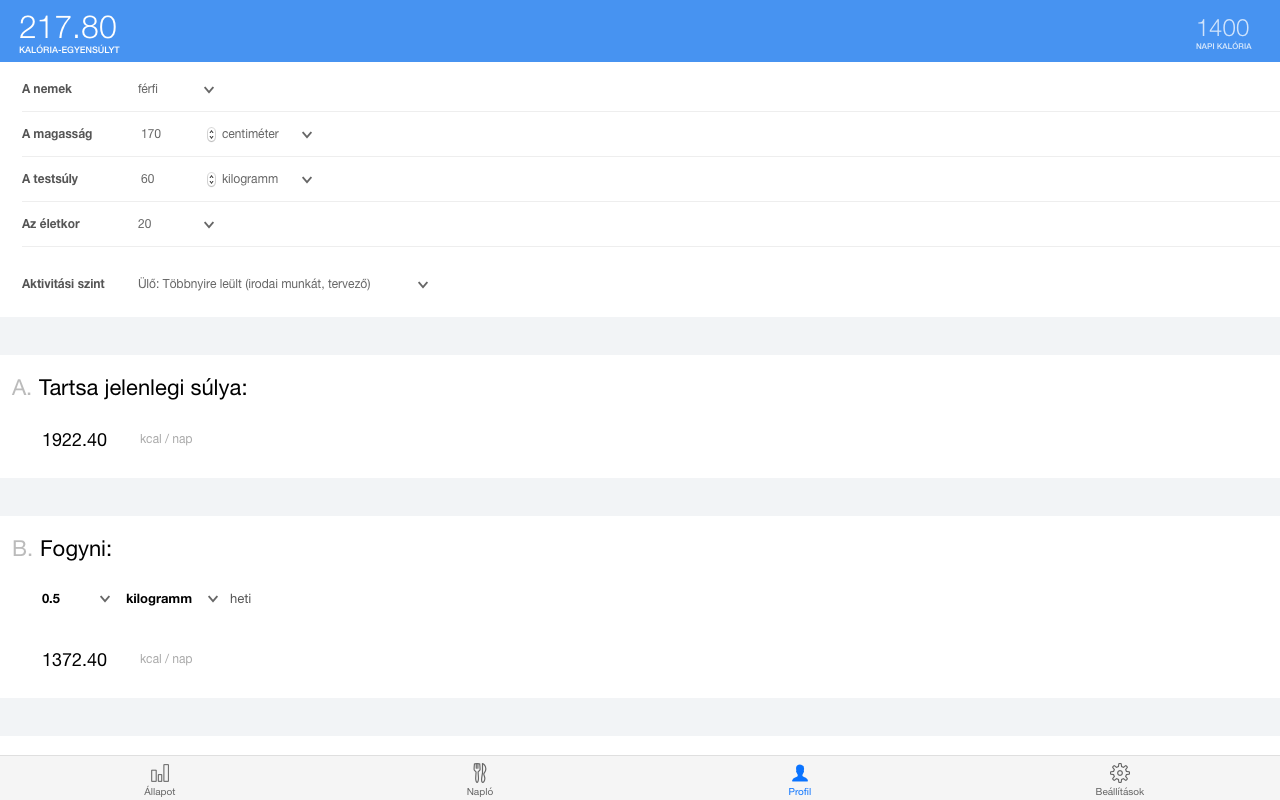 217.80
KALÓRIA-EGYENSÚLYT
1400
NAPI KALÓRIA
A nemek férfi
A magasság 170 centiméter
A testsúly 60 kilogramm
Az életkor 20
Aktivitási szint Ülő: Többnyire leült (irodai munkát, tervező)
A. Tartsa jelenlegi súlya:
1922.40 kcal / nap
B. Fogyni:
0.5 kilogramm heti
1372.40 kcal / nap
Állapot Napló Profil Beállítások